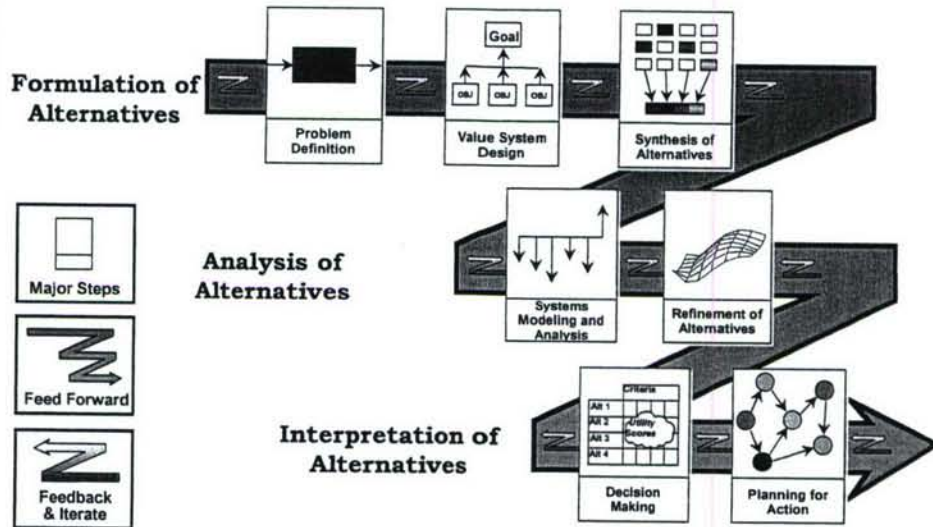 Formulation of
Alternatives
Goal
OBJ OBJ OBJ
Problem
Definition
Value System
Design
Synthesis of
Alternatives
Analysis of
Alternatives
Systems
Modeling and
Analysis
Refinement of
Alternatives
Major Steps
Feed Forward
Feedback
& Iterate
Interpretation of
Alternatives
Criteria
Alt 1
Alt 2
Alt 3
Alt 4
Utility
Scores
Decision
Making
Planning for
Action